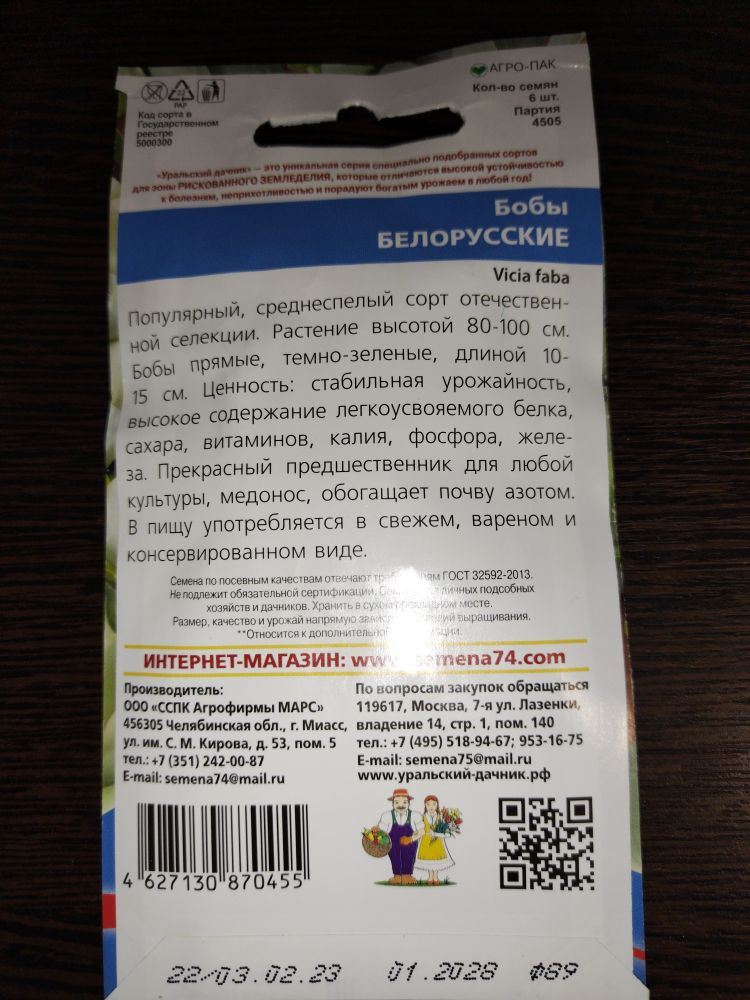 АГРО-ПАК
Кол-во семян
6 шт.
Партия
4505
22
PAP
Код сорта в
Государственном
реестре
5000300
«Уральский дачник» — это уникальная серия специально подобранных сортов
для зоны РИСКОВАННОГО ЗЕМЛЕДЕЛИЯ, которые отличаются высокой устойчивостью
к болезням, неприхотливостью и порадуют богатым урожаем в любой год!
Бобы
БЕЛОРУССКИЕ
Vicia faba
Популярный, среднеспелый сорт отечествен-
ной селекции. Растение высотой 80-100 см.
Бобы прямые, темно-зеленые, длиной 10-
15 см. Ценность: стабильная урожайность,
высокое содержание легкоусвояемого белка,
сахара, витаминов, калия, фосфора, желе-
за. Прекрасный предшественник для любой
культуры, медонос, обогащает почву азотом.
В пищу употребляется в свежем, вареном и
консервированном виде.
Семена по посевным качествам отвечают ГОСТ 32592-2013.
Не подлежит обязательной сертификации. личных подсобных
хозяйств и дачников. Хранить в сухом месте.
Размер, качество и урожай напрямую выращивания.
**Относится к дополнительной
ИНТЕРНЕТ-МАГАЗИН: www.semena74.com
Производитель:
ООО «ССПК Агрофирмы МАРС»
456305 Челябинская обл., г. Миасс,
ул. им. С. М. Кирова, д. 53, пом. 5
тел.: +7 (351) 242-00-87
E-mail: semena74@mail.ru
По вопросам закупок обращаться
119617, Москва, 7-я ул. Лазенки,
владение 14, стр. 1, пом. 140
тел.: +7 (495) 518-94-67; 953-16-75
E-mail: semena75@mail.ru
www.уральский-дачник.рф
4 627130 870455
22/03.02.23 01.2028 Ф89